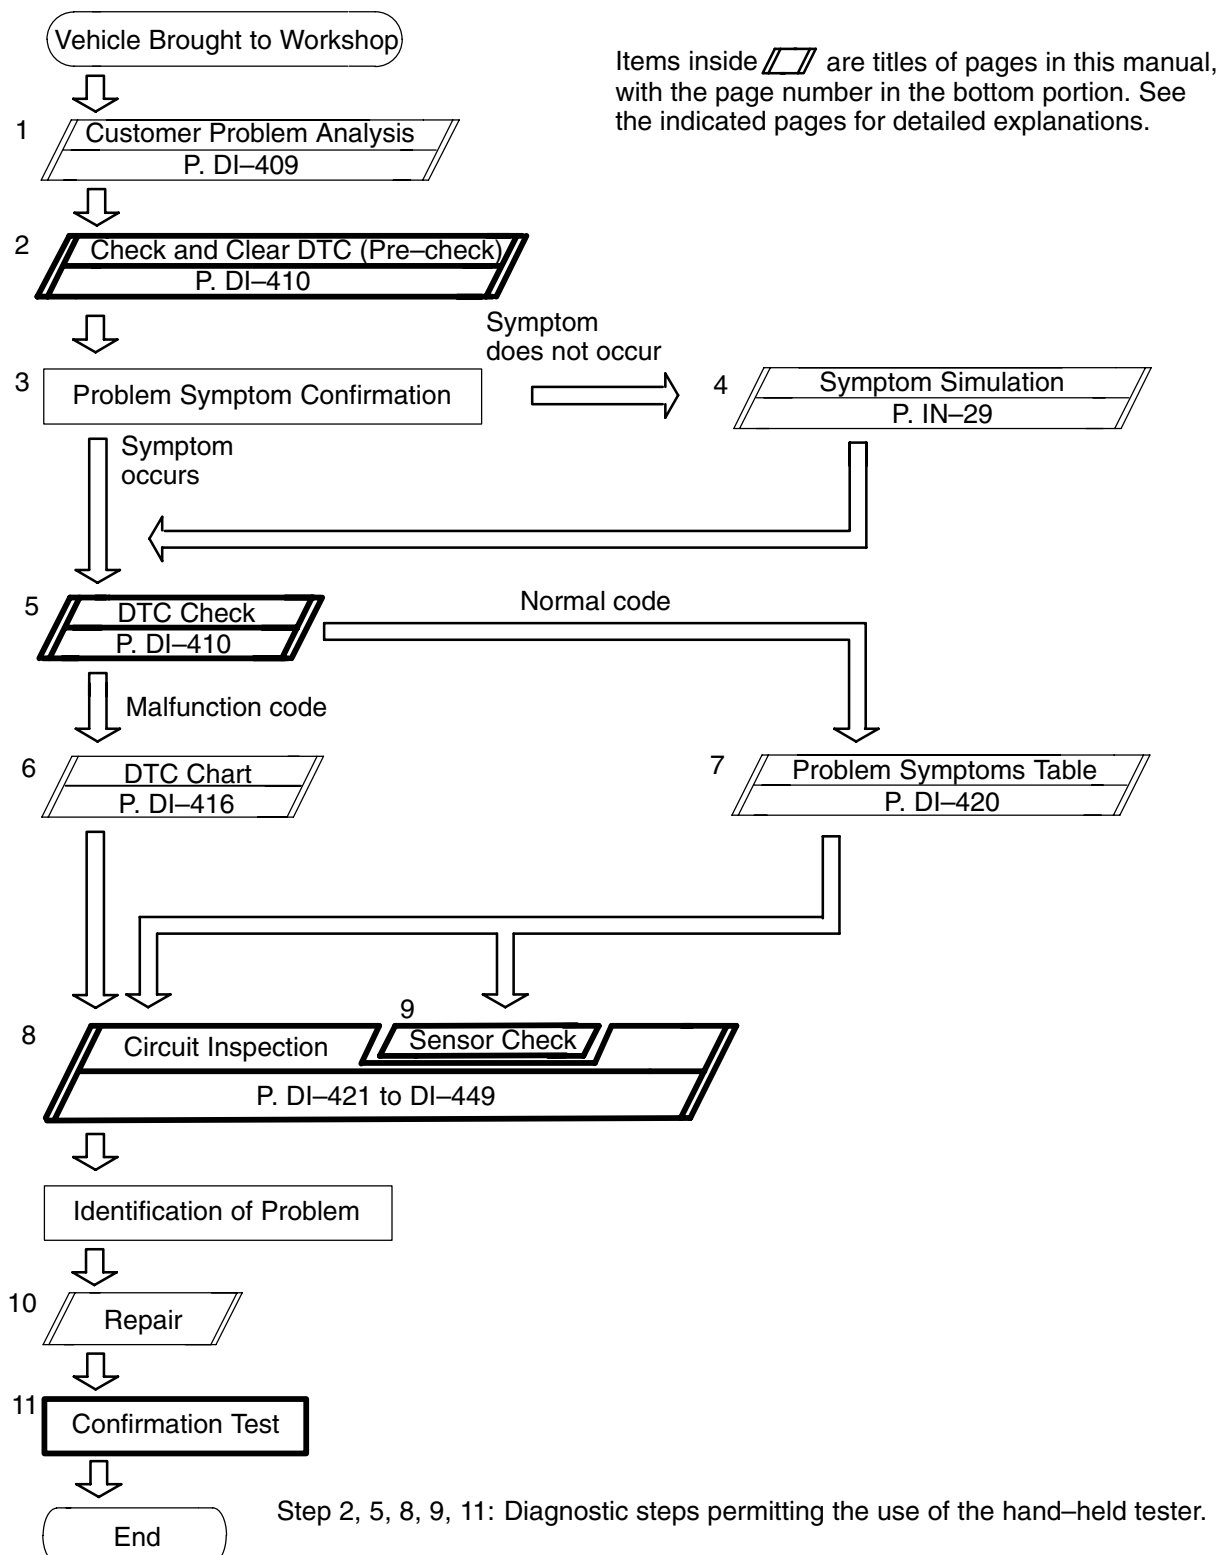 Vehicle Brought to Workshop
Items inside are titles of pages in this manual,
with the page number in the bottom portion. See
the indicated pages for detailed explanations.
1
Customer Problem Analysis
P. DI–409
2
Check and Clear DTC (Pre–check)
P. DI–410
Symptom
does not occur
3
Problem Symptom Confirmation
4
Symptom Simulation
P. IN–29
Symptom
occurs
5
DTC Check
P. DI–410
Normal code
Malfunction code
6
DTC Chart
P. DI–416
7
Problem Symptoms Table
P. DI–420
8
Circuit Inspection
9
Sensor Check
P. DI–421 to DI–449
Identification of Problem
10
Repair
11
Confirmation Test
Step 2, 5, 8, 9, 11: Diagnostic steps permitting the use of the hand–held tester.
End